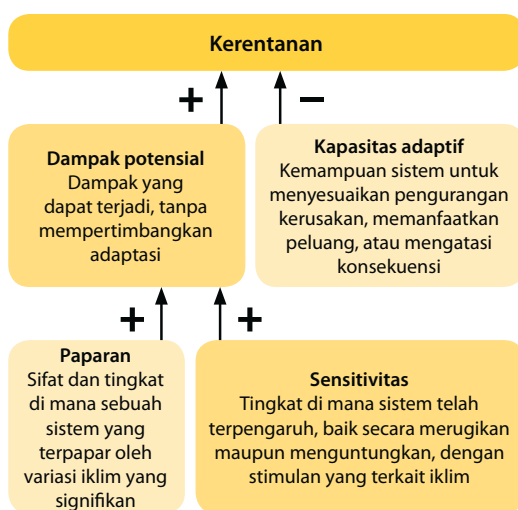 Kerentanan
+
−
Dampak potensial
Dampak yang
dapat terjadi, tanpa
mempertimbangkan
adaptasi
Kapasitas adaptif
Kemampuan sistem untuk
menyesuaikan pengurangan
kerusakan, memanfaatkan
peluang, atau mengatasi
konsekuensi
+
+
Paparan
Sifat dan tingkat
di mana sebuah
sistem yang
terpapar oleh
variasi iklim yang
signifikan
Sensitivitas
Tingkat di mana sistem telah
terpengaruh, baik secara merugikan
maupun menguntungkan, dengan
stimulan yang terkait iklim